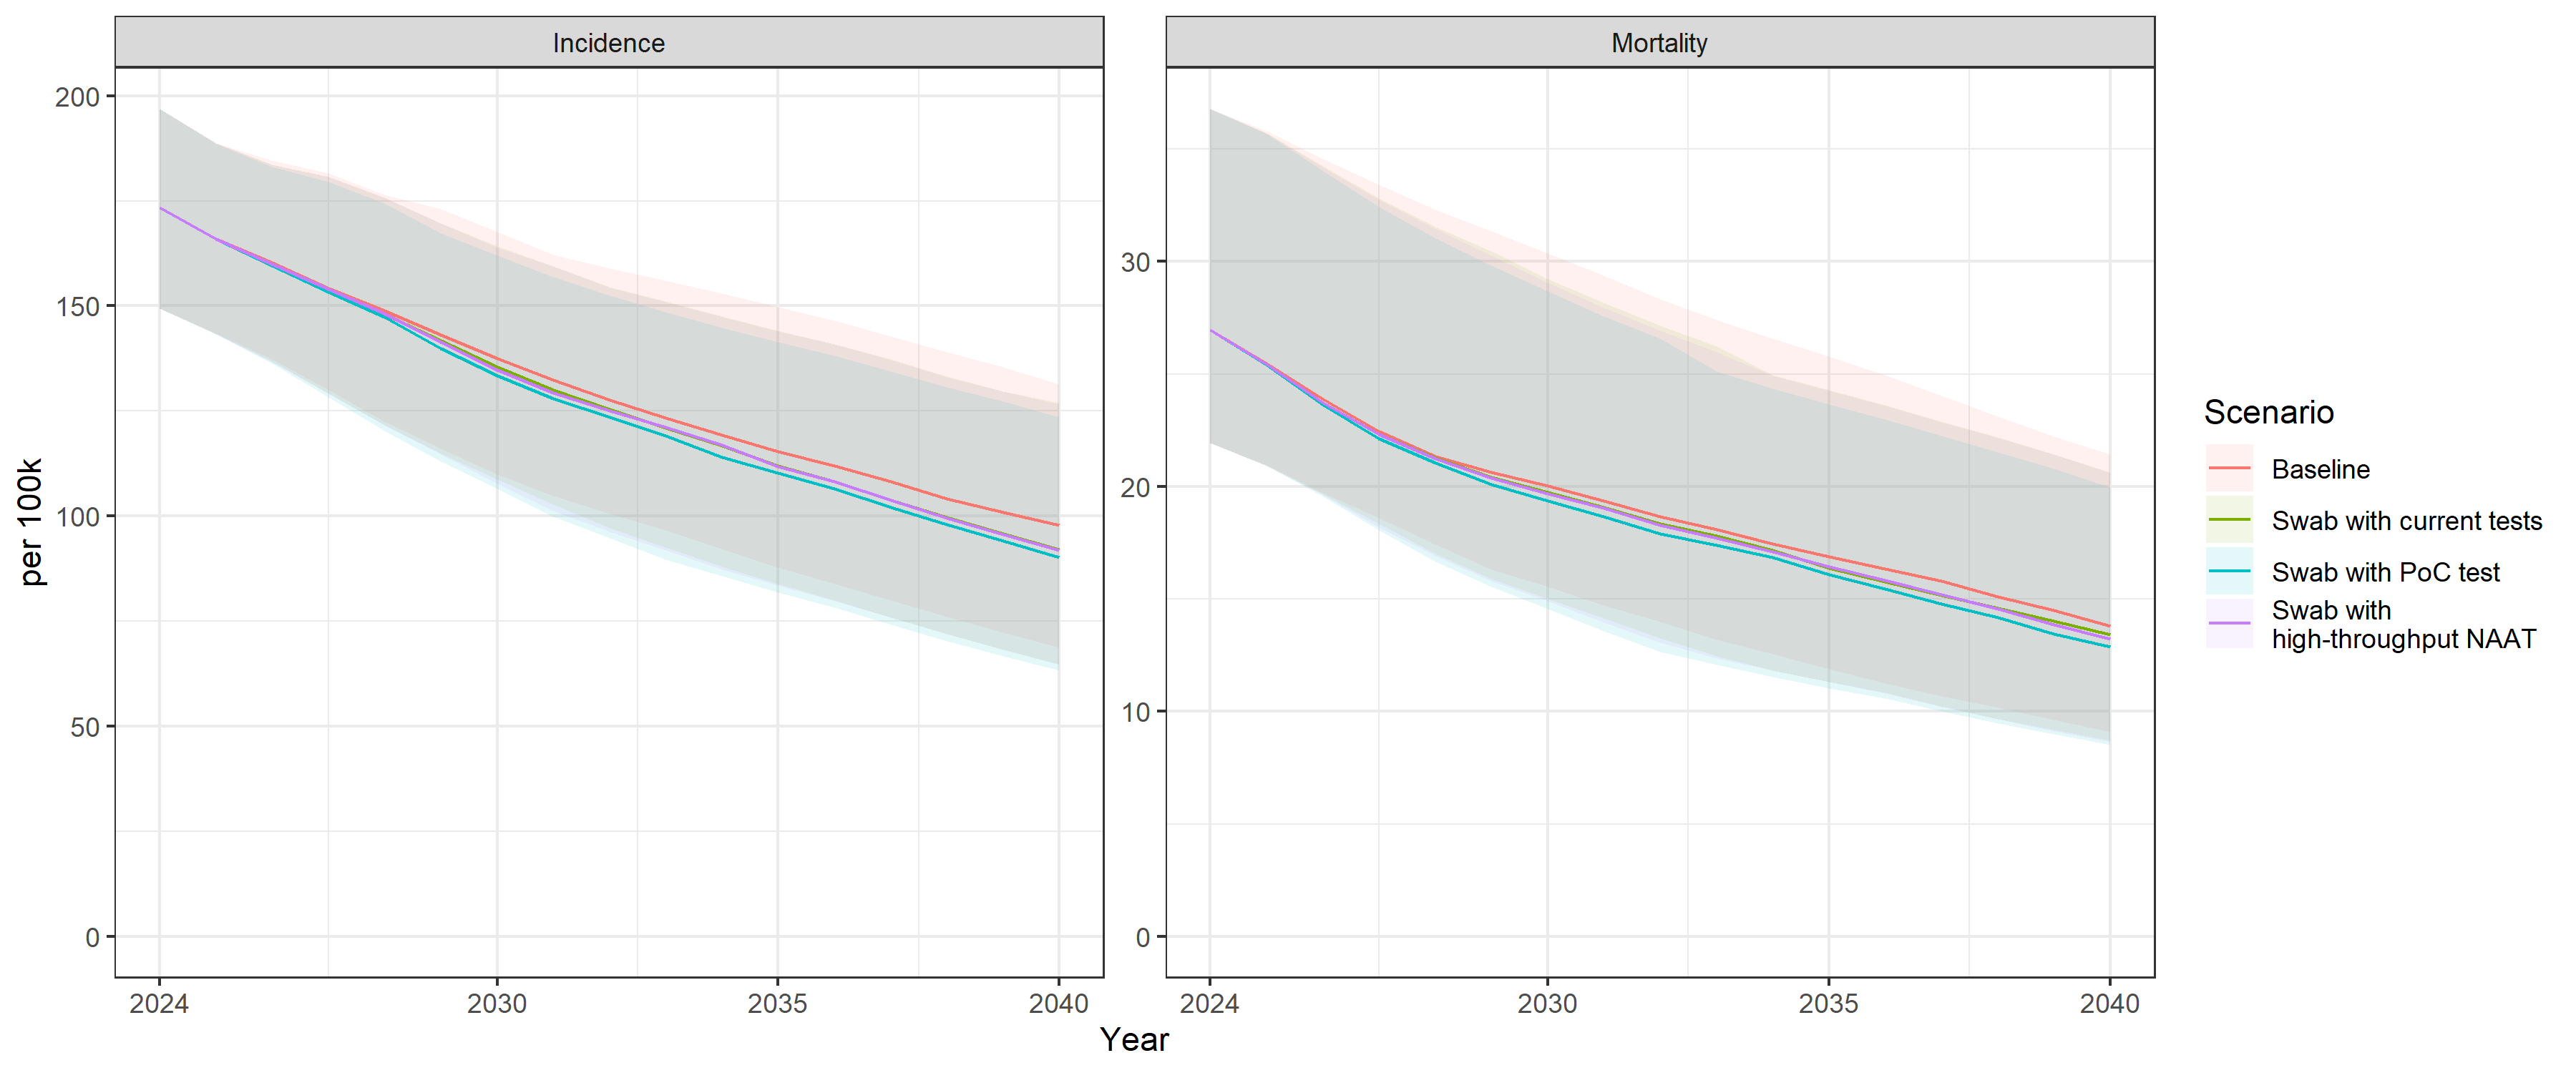 Incidence
Mortality
200
150
100
50
0
30
20
10
0
per 100k
2024
2030
2035
2040
2024
2030
2035
2040
Year
Scenario
Baseline
Swab with current tests
Swab with PoC test
Swab with
high-throughput NAAT